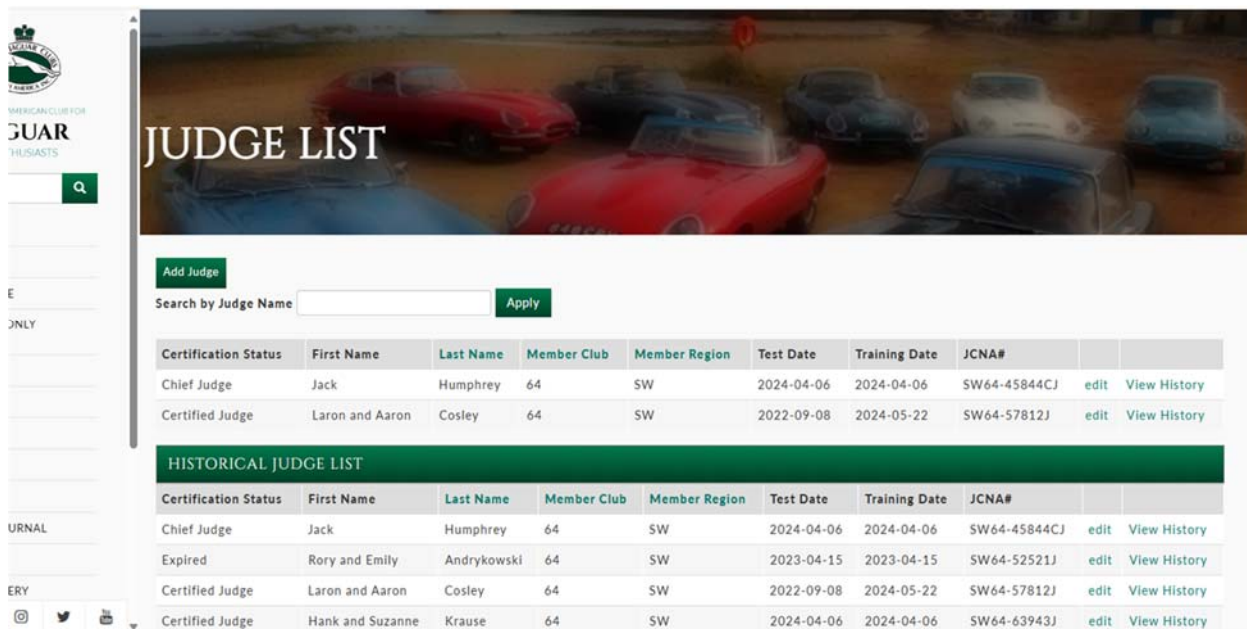 JAGUAR CLUBS
AMERICAN CLUB FOR
GUAR
THUSIASTS
JUDGE LIST
Add Judge
Search by Judge Name Apply
E
ONLY
Certification Status First Name Last Name Member Club Member Region Test Date Training Date JCNA#
Chief Judge Jack Humphrey 64 SW 2024-04-06 2024-04-06 SW64-45844CJ edit View History
Certified Judge Laron and Aaron Cosley 64 SW 2022-09-08 2024-05-22 SW64-57812J edit View History
HISTORICAL JUDGE LIST
Certification Status First Name Last Name Member Club Member Region Test Date Training Date JCNA#
Chief Judge Jack Humphrey 64 SW 2024-04-06 2024-04-06 SW64-45844CJ edit View History
URNAL
Expired Rory and Emily Andrykowski 64 SW 2023-04-15 2023-04-15 SW64-52521J edit View History
Certified Judge Laron and Aaron Cosley 64 SW 2022-09-08 2024-05-22 SW64-57812J edit View History
ERY
Certified Judge Hank and Suzanne Krause 64 SW 2024-04-06 2024-04-06 SW64-63943J edit View History